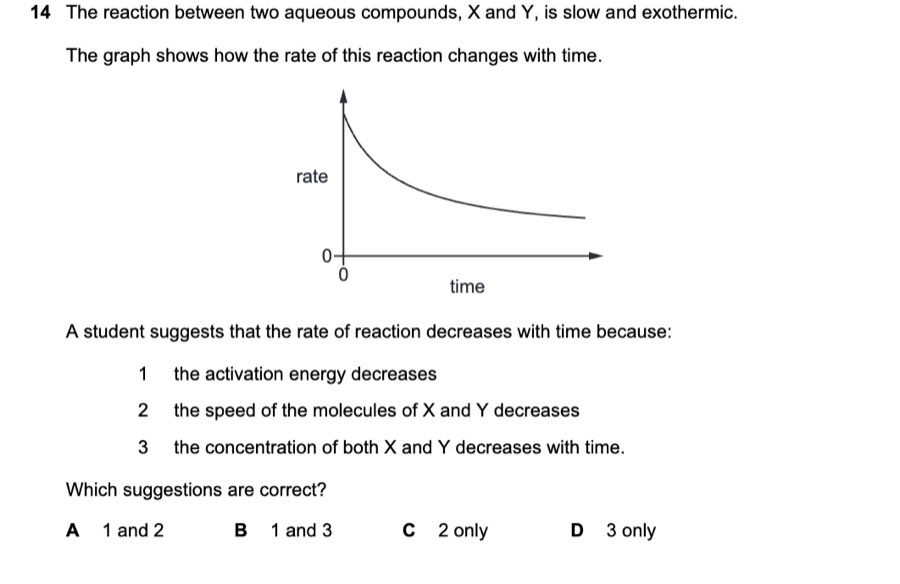 14 The reaction between two aqueous compounds, X and Y, is slow and exothermic.
The graph shows how the rate of this reaction changes with time.
rate
0
0
time
A student suggests that the rate of reaction decreases with time because:
1 the activation energy decreases
2 the speed of the molecules of X and Y decreases
3 the concentration of both X and Y decreases with time.
Which suggestions are correct?
A 1 and 2 B 1 and 3 C 2 only D 3 only